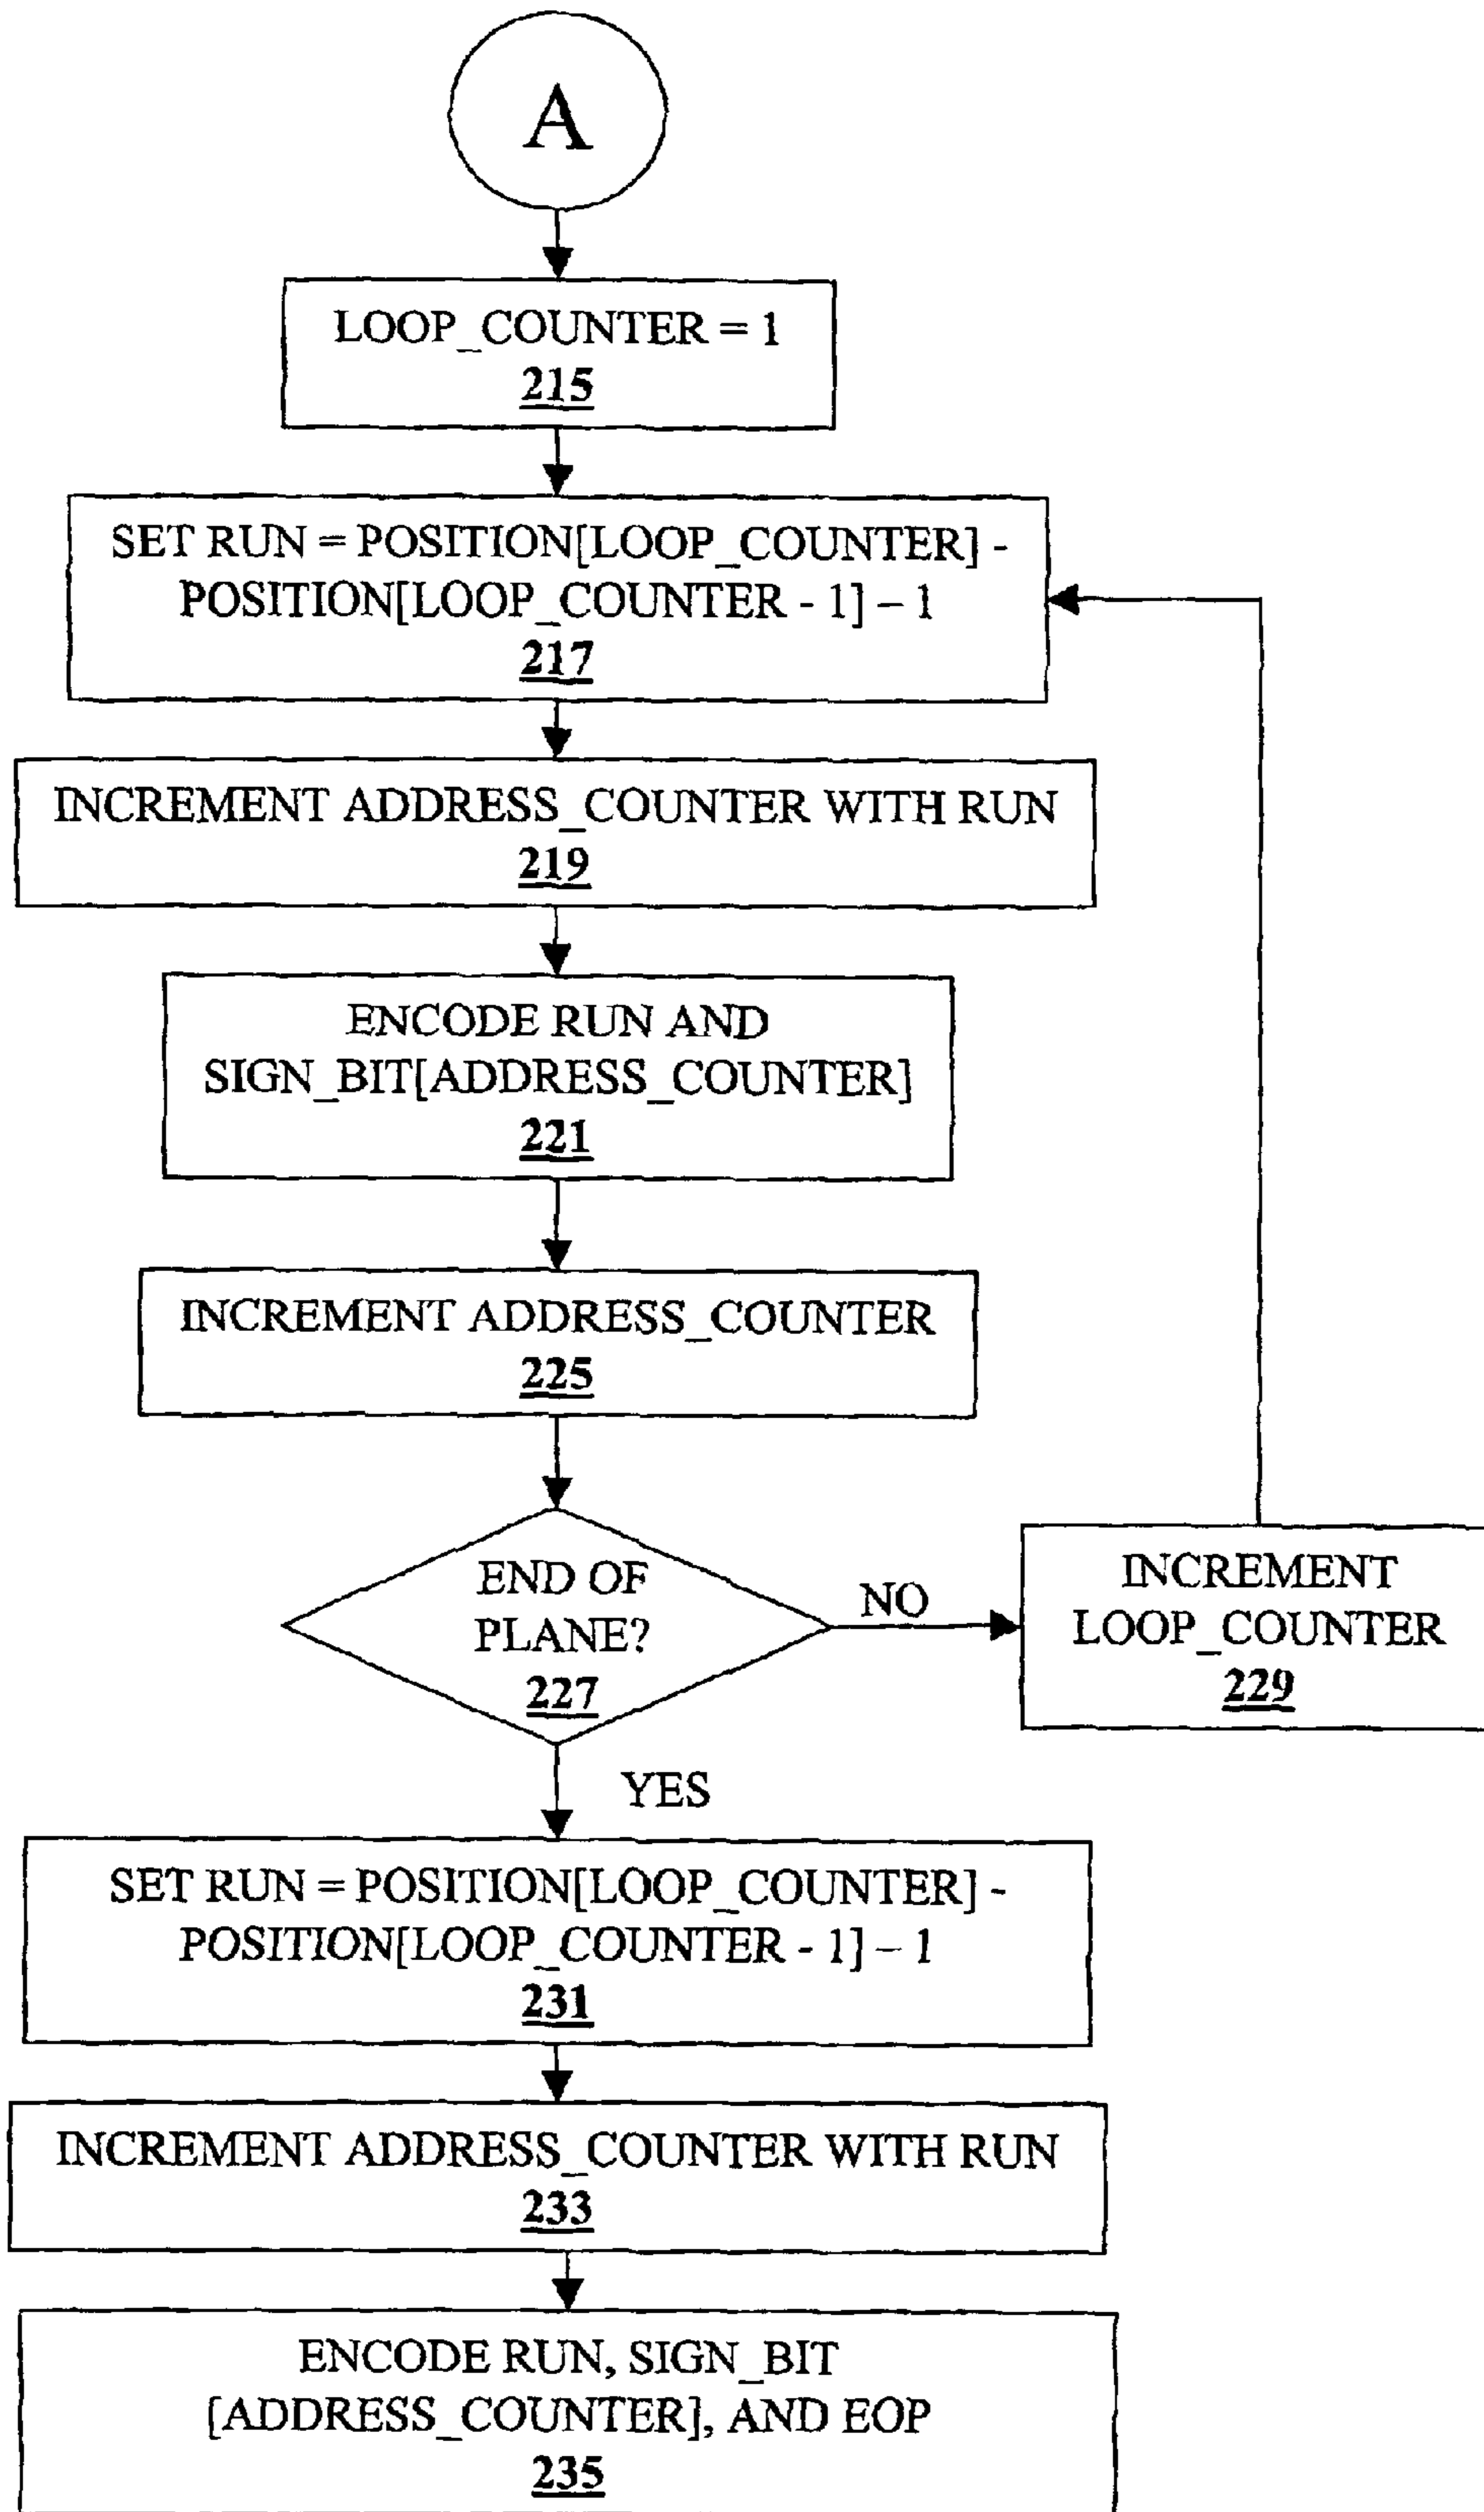 A
LOOP_COUNTER = 1
215
SET RUN = POSITION[LOOP_COUNTER] -
POSITION[LOOP_COUNTER - 1] – 1
217
INCREMENT ADDRESS_COUNTER WITH RUN
219
ENCODE RUN AND
SIGN_BIT[ADDRESS_COUNTER]
221
INCREMENT ADDRESS_COUNTER
225
END OF
PLANE?
227
NO
INCREMENT
LOOP_COUNTER
229
YES
SET RUN = POSITION[LOOP_COUNTER] -
POSITION[LOOP_COUNTER - 1] – 1
231
INCREMENT ADDRESS_COUNTER WITH RUN
233
ENCODE RUN, SIGN_BIT
[ADDRESS_COUNTER], AND EOP
235